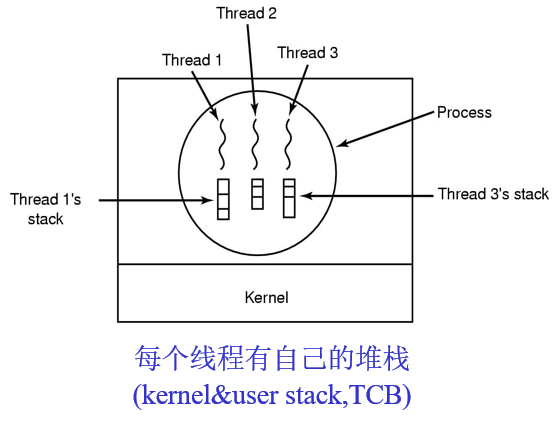 Thread 2
Thread 1
Thread 3
Process
Thread 1's
stack
Thread 3's stack
Kernel
每个线程有自己的堆栈
(kernel&user stack,TCB)